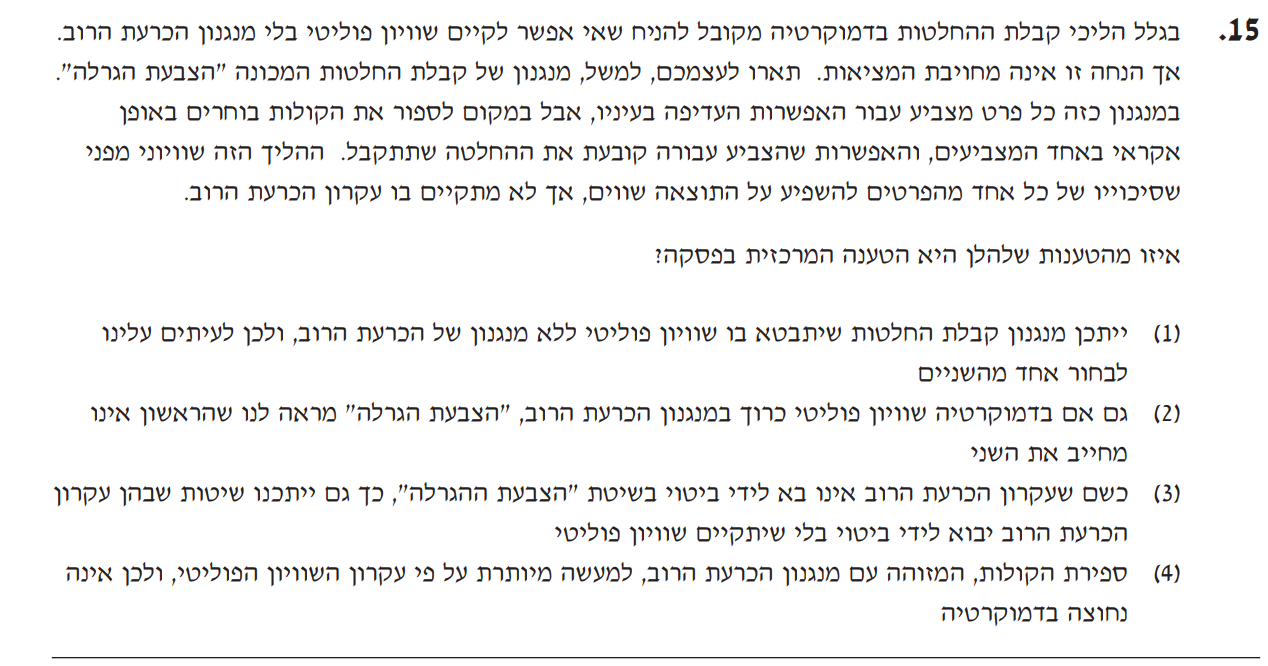 15. בגלל הליכי קבלת ההחלטות בדמוקרטיה מקובל להניח שאי אפשר לקיים שוויון פוליטי בלי מנגנון הכרעת הרוב.
אך הנחה זו אינה מחויבת המציאות. תארו לעצמכם, למשל, מנגנון של קבלת החלטות המכונה "הצבעת הגרלה".
במנגנון כזה כל פרט מצביע עבור האפשרות העדיפה בעיניו, אבל במקום לספור את הקולות בוחרים באופן
אקראי באחד המצביעים, והאפשרות שהצביע עבורה קובעת את ההחלטה שתתקבל. ההליך הזה שוויוני מפני
שסיכוייו של כל אחד מהפרטים להשפיע על התוצאה שווים, אך לא מתקיים בו עקרון הכרעת הרוב.
איזו מהטענות שלהלן היא הטענה המרכזית בפסקה?
(1) ייתכן מנגנון קבלת החלטות שיתבטא בו שוויון פוליטי ללא מנגנון של הכרעת הרוב, ולכן לעיתים עלינו
לבחור אחד מהשניים
(2) גם אם בדמוקרטיה שוויון פוליטי כרוך במנגנון הכרעת הרוב, "הצבעת הגרלה" מראה לנו שהראשון אינו
מחייב את השני
(3) כשם שעקרון הכרעת הרוב אינו בא לידי ביטוי בשיטת "הצבעת ההגרלה", כך גם ייתכנו שיטות שבהן עקרון
הכרעת הרוב יבוא לידי ביטוי בלי שיתקיים שוויון פוליטי
(4) ספירת הקולות, המזוהה עם מנגנון הכרעת הרוב, למעשה מיותרת על פי עקרון השוויון הפוליטי, ולכן אינה
נחוצה בדמוקרטיה